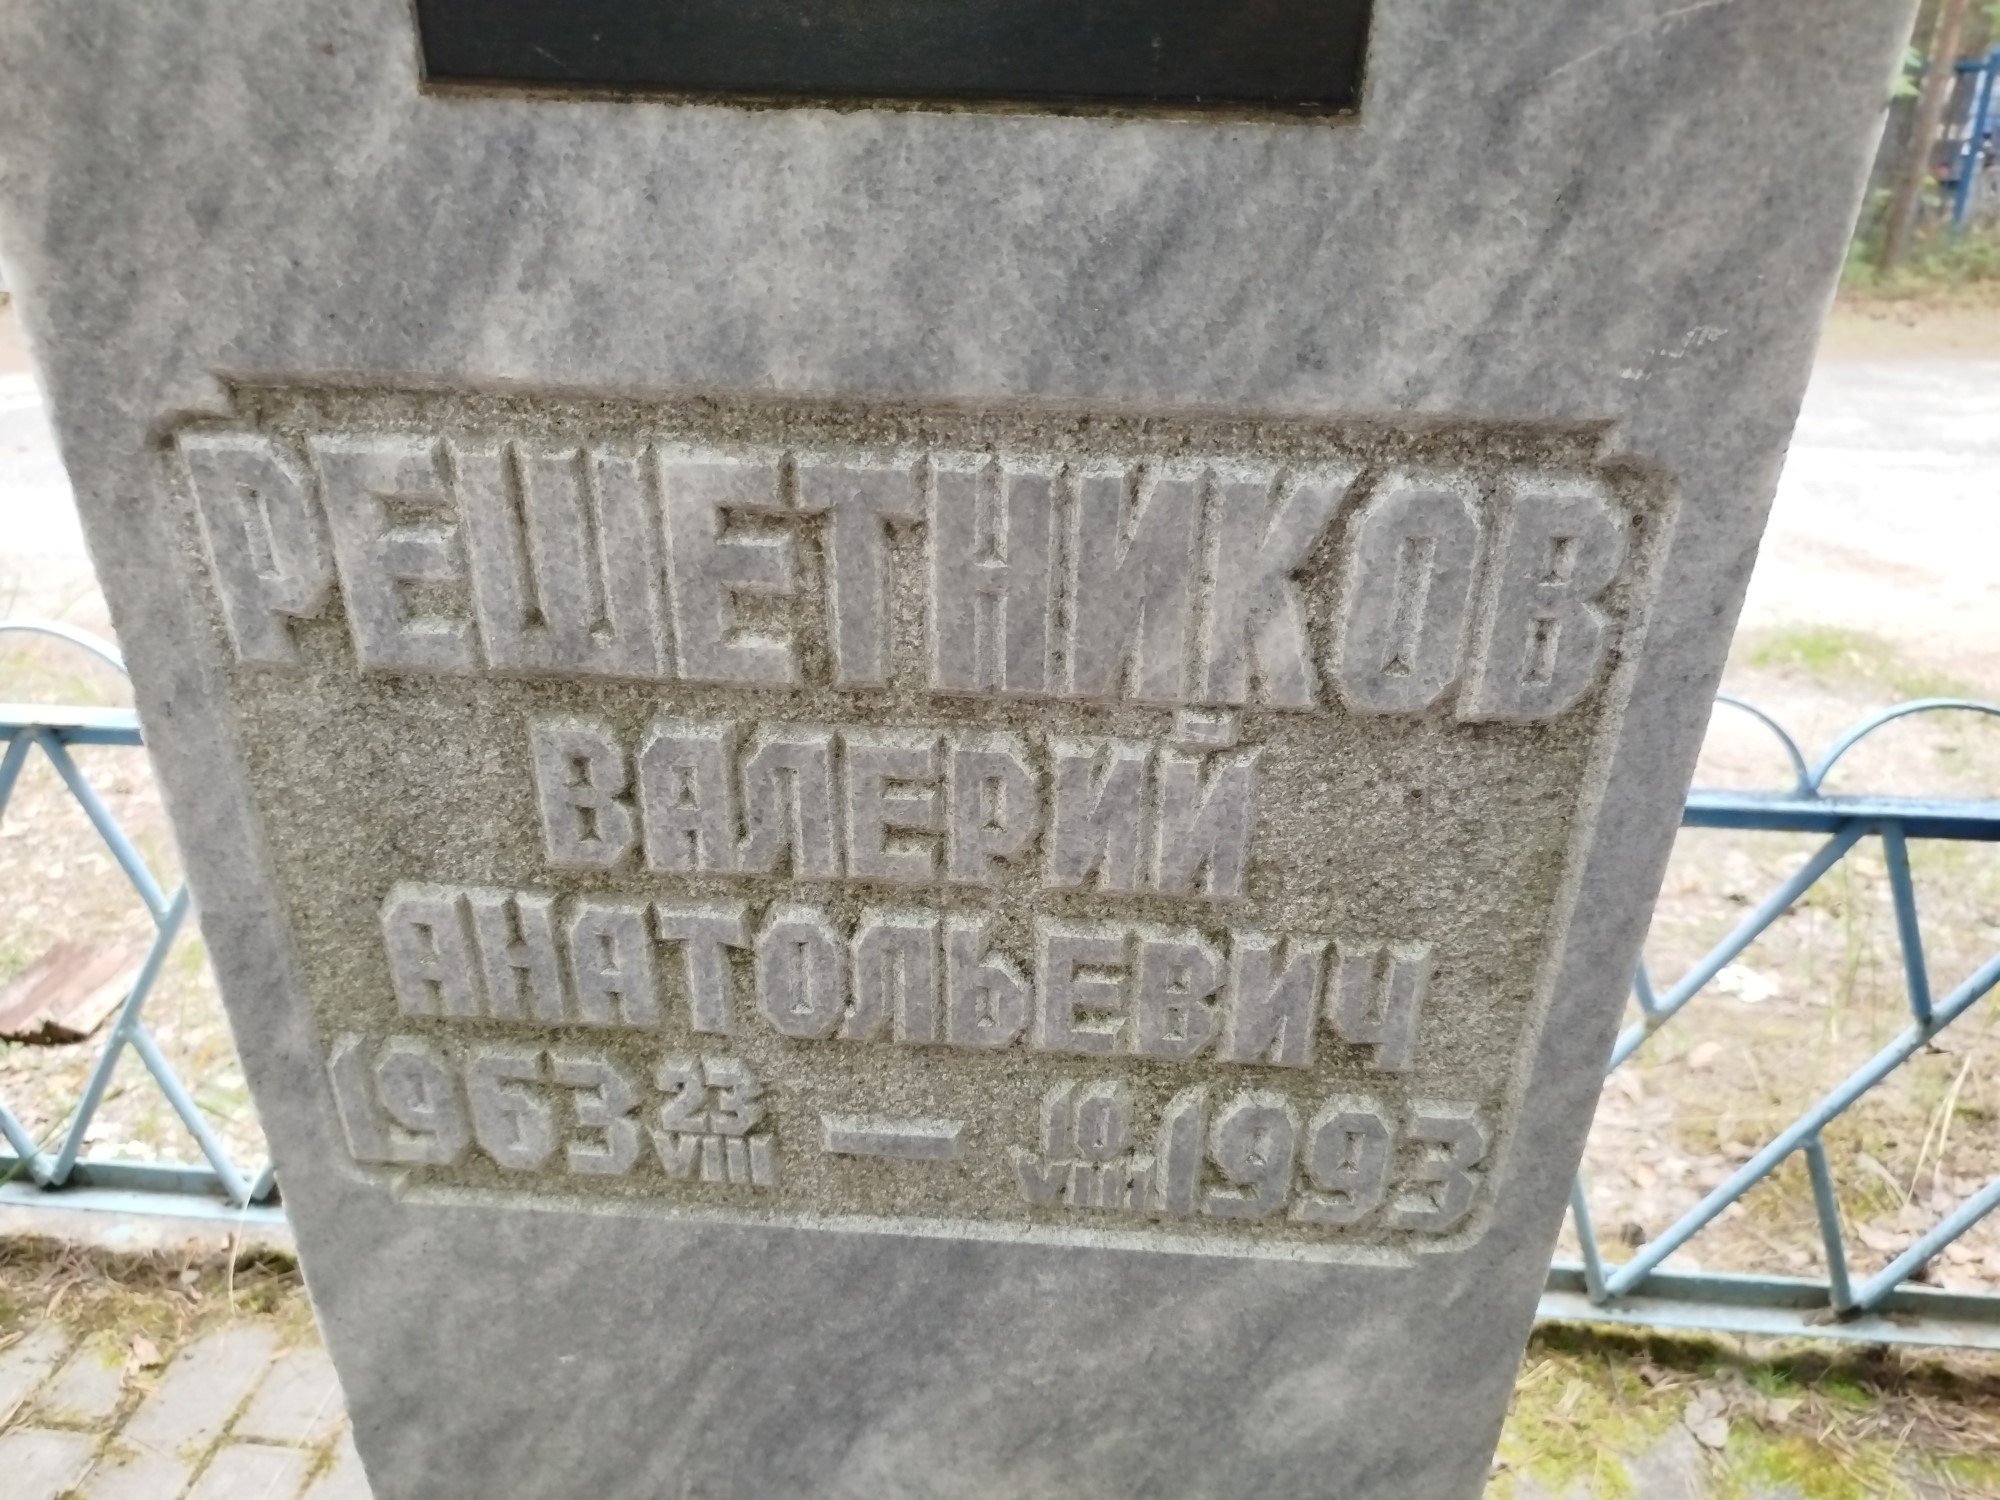 РЕШЕТНИКОВ
ВАЛЕРИЙ
АНАТОЛЬЕВИЧ
1963 23 VIII — 10 VIII 1993